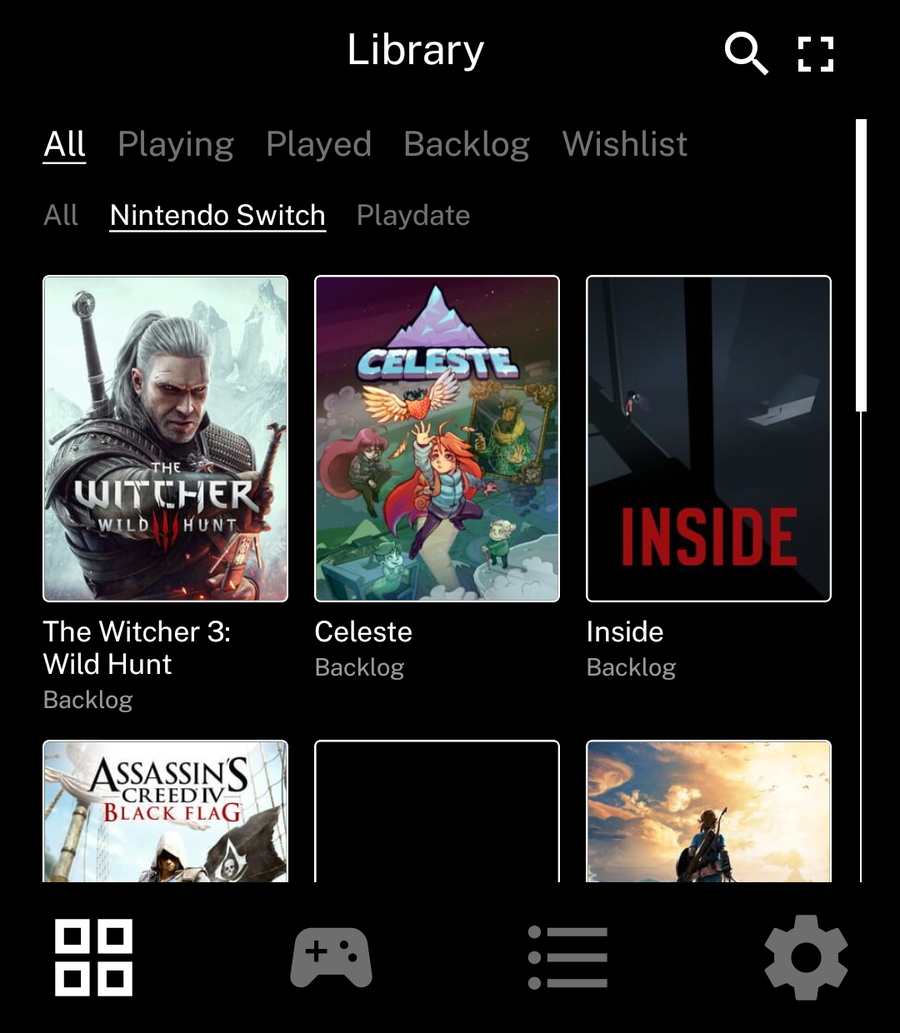 Library
All Playing Played Backlog Wishlist
All Nintendo Switch Playdate
THE
WITCHER
WILD HUNT
CELESTE
INSIDE
The Witcher 3:
Wild Hunt
Backlog
Celeste
Backlog
Inside
Backlog
ASSASSIN'S
CREED IV
BLACK FLAG